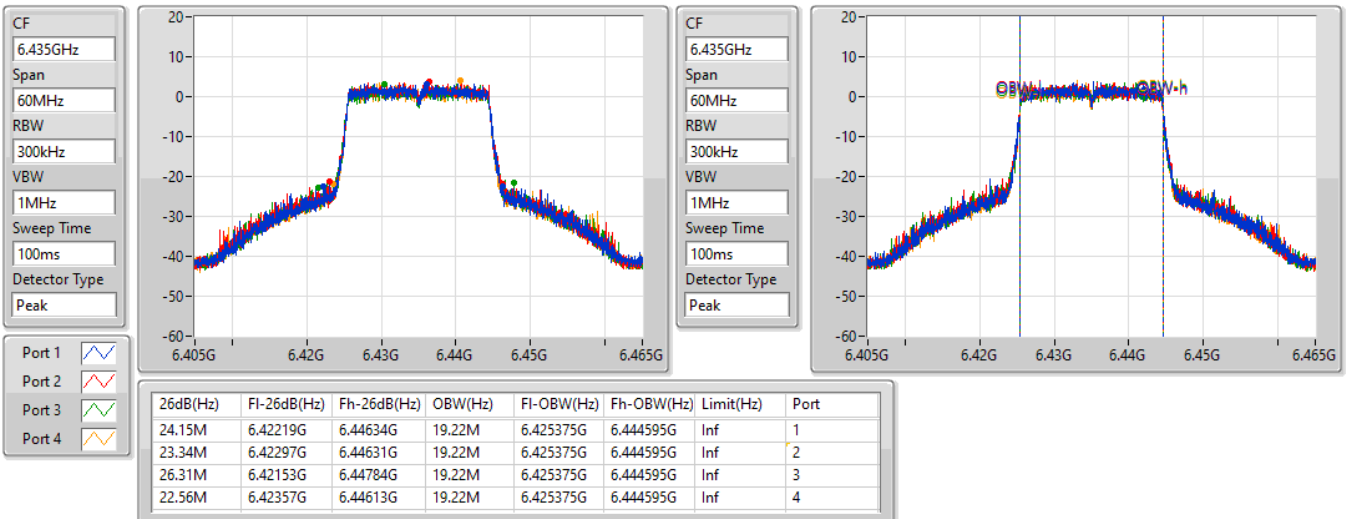 CF
6.435GHz
Span
60MHz
RBW
300kHz
VBW
1MHz
Sweep Time
100ms
Detector Type
Peak
20
10
0
-10
-20
-30
-40
-50
-60
6.405G 6.42G 6.43G 6.44G 6.45G 6.465G
CF
6.435GHz
Span
60MHz
RBW
300kHz
VBW
1MHz
Sweep Time
100ms
Detector Type
Peak
20
10
0
-10
-20
-30
-40
-50
-60
OBW-h
6.405G 6.42G 6.43G 6.44G 6.45G 6.465G
Port 1
Port 2
Port 3
Port 4
26dB(Hz) Fl-26dB(Hz) Fh-26dB(Hz) OBW(Hz) Fl-OBW(Hz) Fh-OBW(Hz) Limit(Hz) Port
24.15M 6.42219G 6.44634G 19.22M 6.425375G 6.444595G Inf 1
23.34M 6.42297G 6.44631G 19.22M 6.425375G 6.444595G Inf 2
26.31M 6.42153G 6.44784G 19.22M 6.425375G 6.444595G Inf 3
22.56M 6.42357G 6.44613G 19.22M 6.425375G 6.444595G Inf 4